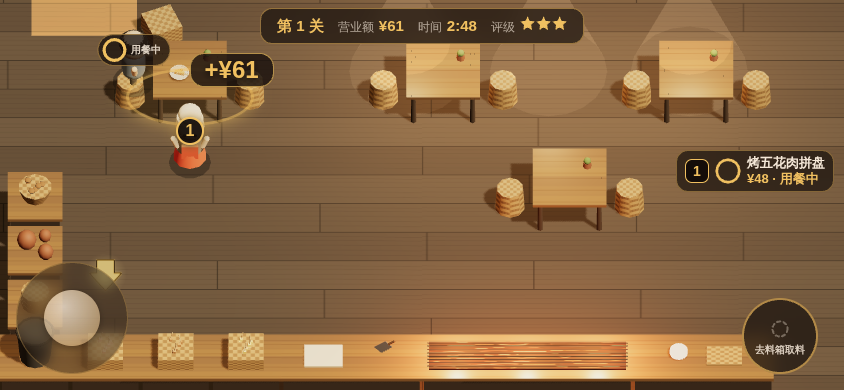 第 1 关 营业额 ¥61 时间 2:48 评级
用餐中
+¥61
1
1 烤五花肉拼盘
¥48 · 用餐中
去料箱取料